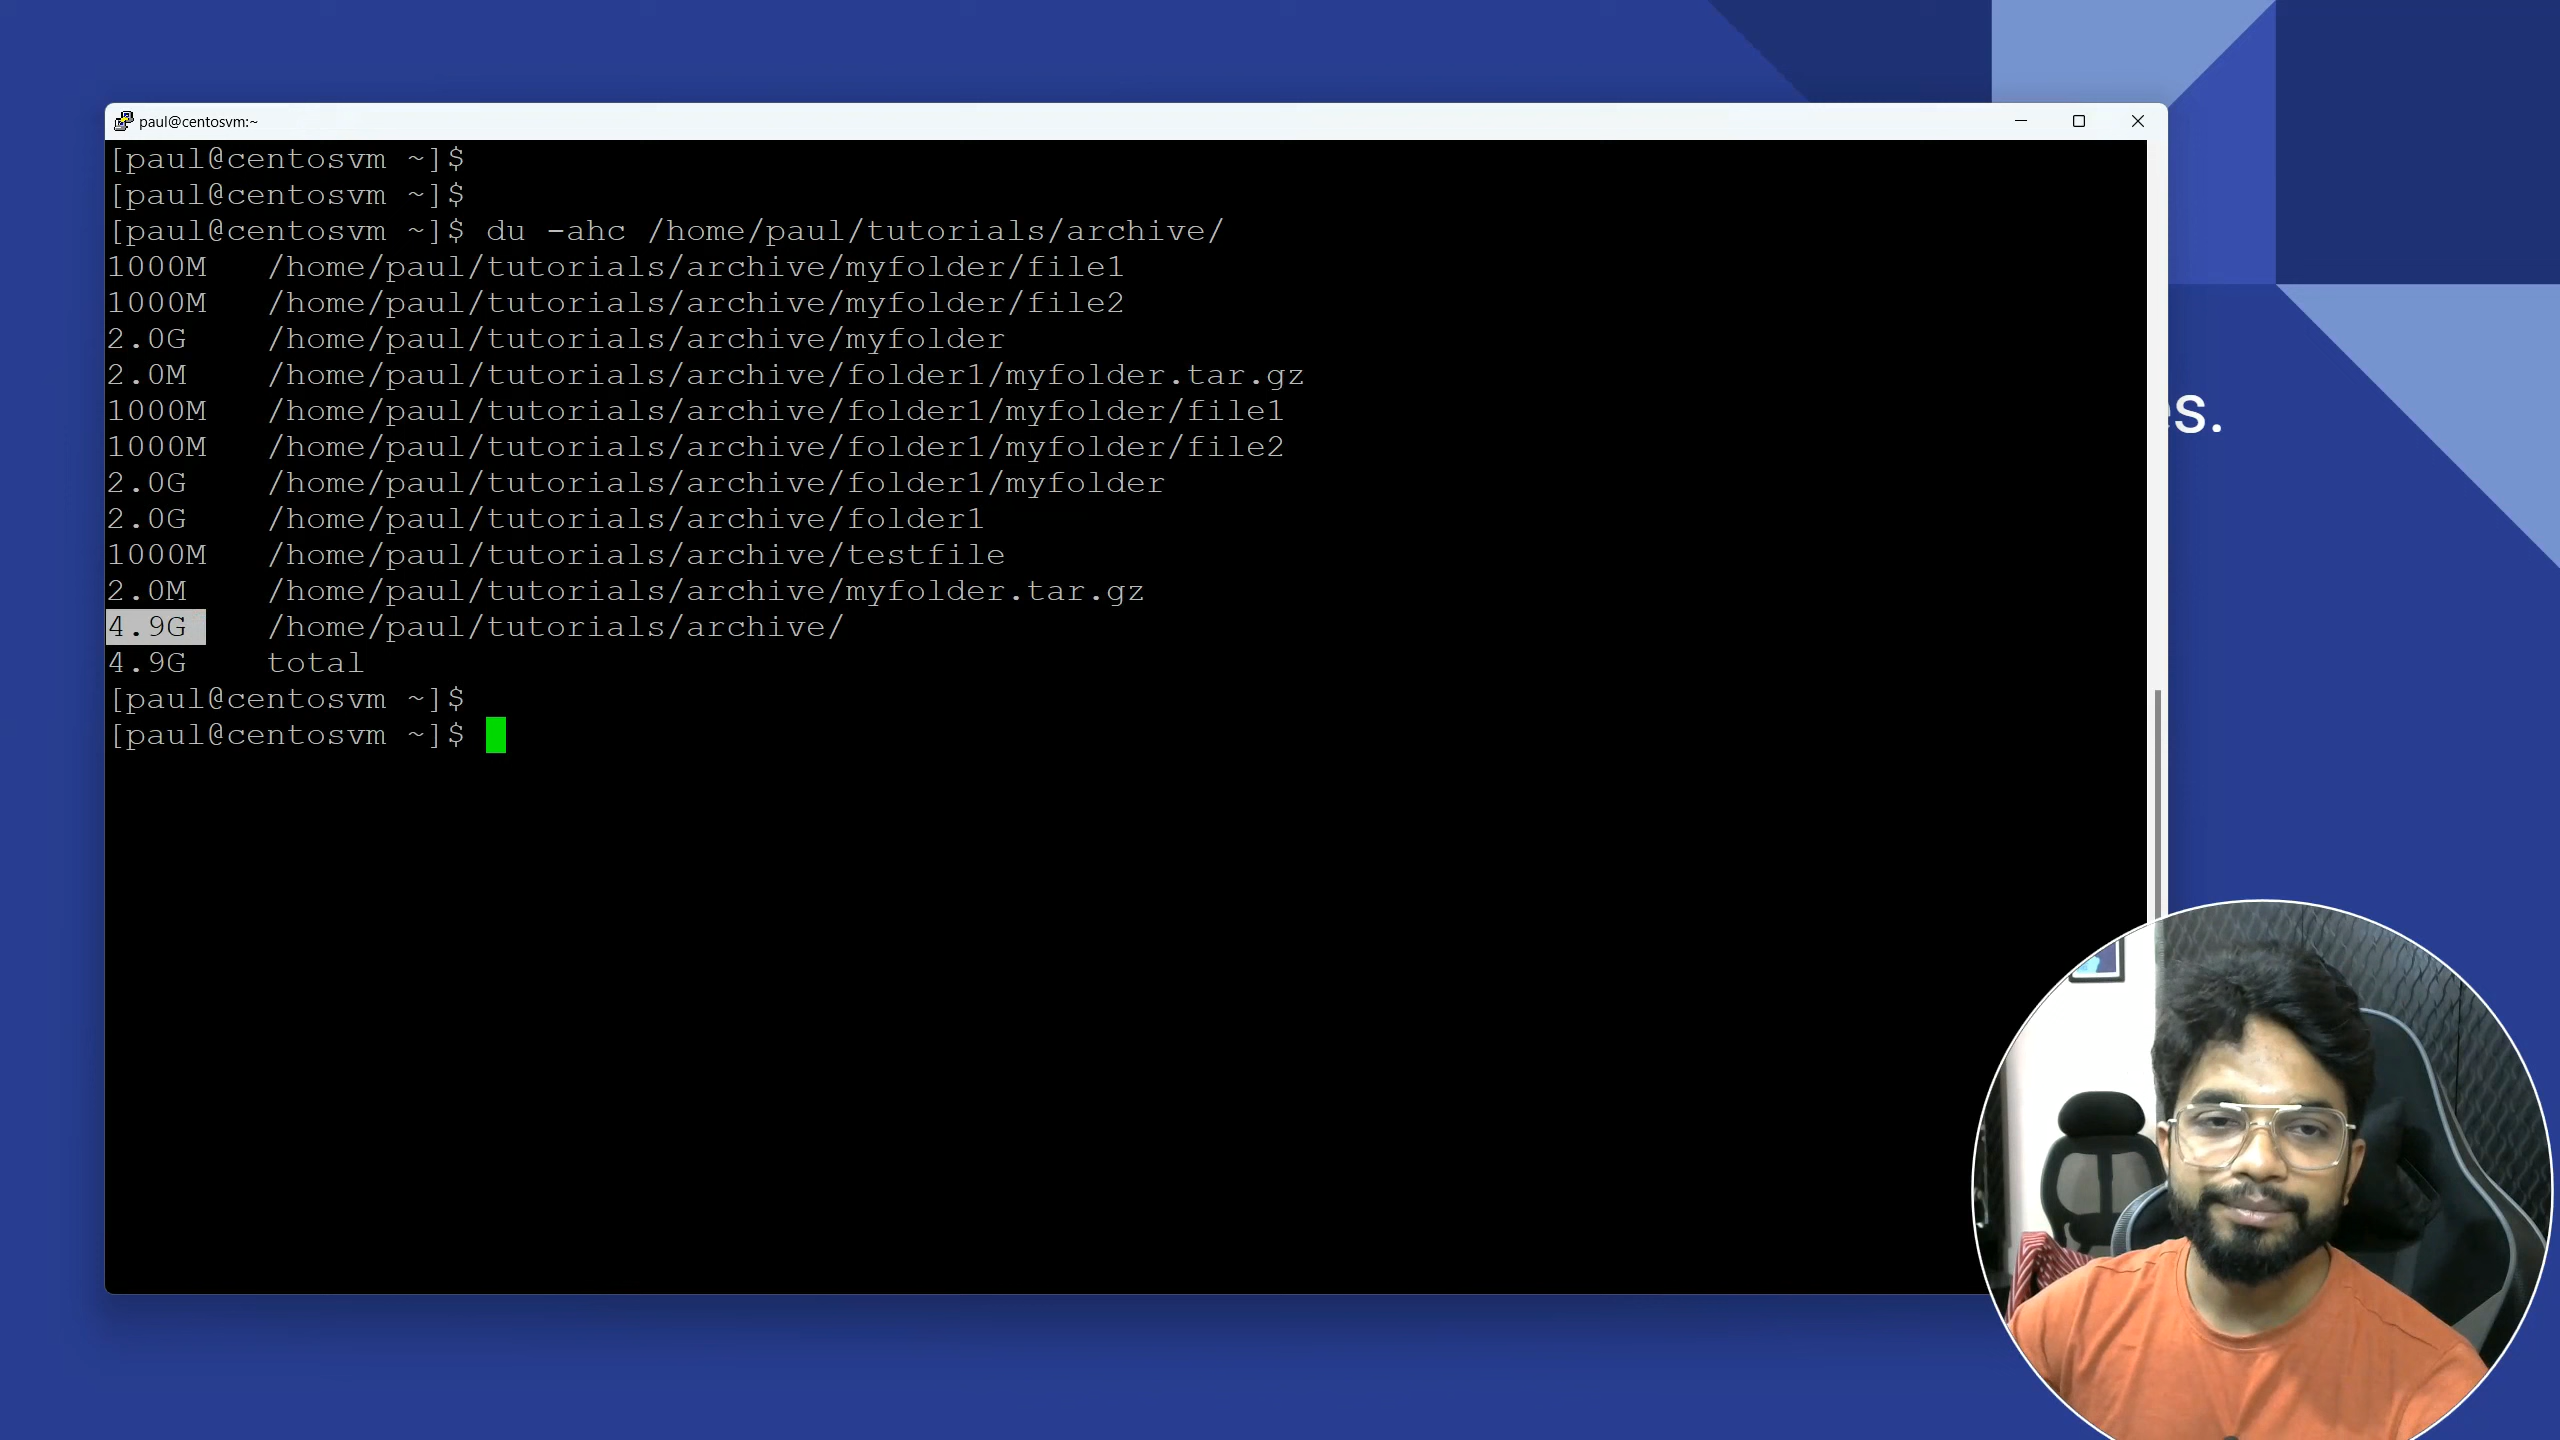 paul@centosvm:~
[paul@centosvm ~]$
[paul@centosvm ~]$
[paul@centosvm ~]$ du -ahc /home/paul/tutorials/archive/
1000M /home/paul/tutorials/archive/myfolder/file1
1000M /home/paul/tutorials/archive/myfolder/file2
2.0G /home/paul/tutorials/archive/myfolder
2.0M /home/paul/tutorials/archive/folder1/myfolder.tar.gz
1000M /home/paul/tutorials/archive/folder1/myfolder/file1
1000M /home/paul/tutorials/archive/folder1/myfolder/file2
2.0G /home/paul/tutorials/archive/folder1/myfolder
2.0G /home/paul/tutorials/archive/folder1
1000M /home/paul/tutorials/archive/testfile
2.0M /home/paul/tutorials/archive/myfolder.tar.gz
4.9G /home/paul/tutorials/archive/
4.9G total
[paul@centosvm ~]$
[paul@centosvm ~]$